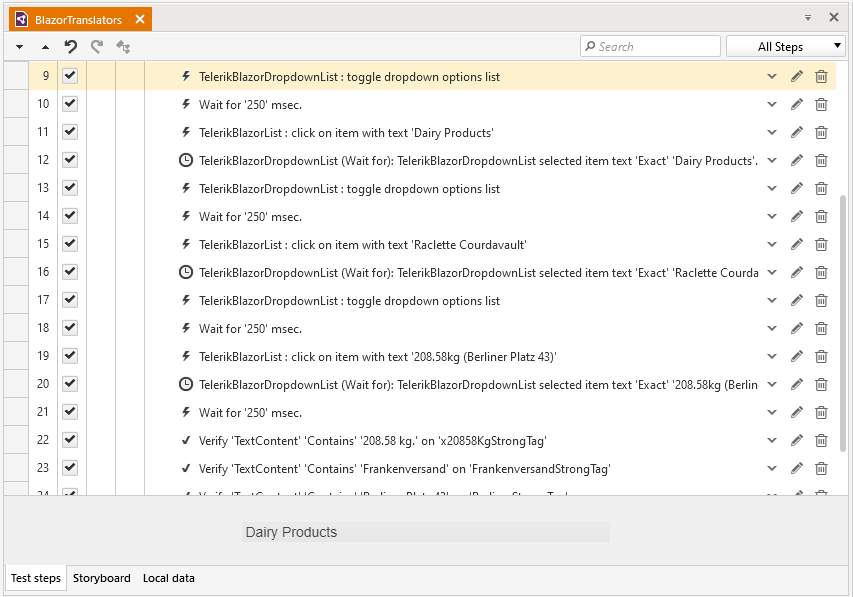 BlazorTranslators
Search
All Steps
9 TelerikBlazorDropdownList : toggle dropdown options list
10 Wait for '250' msec.
11 TelerikBlazorList : click on item with text 'Dairy Products'
12 TelerikBlazorDropdownList (Wait for): TelerikBlazorDropdownList selected item text 'Exact' 'Dairy Products'.
13 TelerikBlazorDropdownList : toggle dropdown options list
14 Wait for '250' msec.
15 TelerikBlazorList : click on item with text 'Raclette Courdavault'
16 TelerikBlazorDropdownList (Wait for): TelerikBlazorDropdownList selected item text 'Exact' 'Raclette Courda
17 TelerikBlazorDropdownList : toggle dropdown options list
18 Wait for '250' msec.
19 TelerikBlazorList : click on item with text '208.58kg (Berliner Platz 43)'
20 TelerikBlazorDropdownList (Wait for): TelerikBlazorDropdownList selected item text 'Exact' '208.58kg (Berlin
21 Wait for '250' msec.
22 Verify 'TextContent' 'Contains' '208.58 kg.' on 'x20858KgStrongTag'
23 Verify 'TextContent' 'Contains' 'Frankenversand' on 'FrankenversandStrongTag'
24 Verify 'TextContent' 'Contains'
Dairy Products
Test steps Storyboard Local data